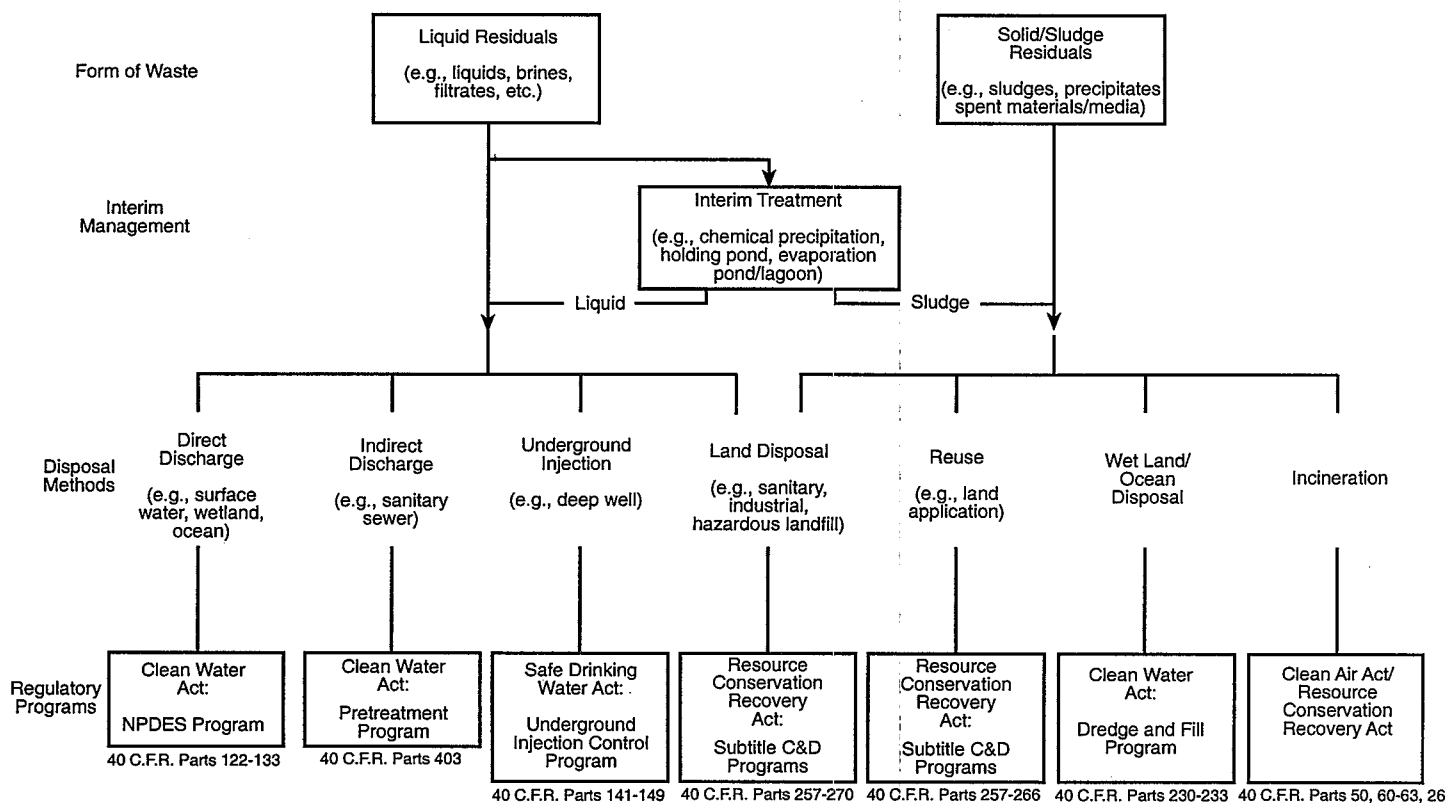 Liquid Residuals
(e.g., liquids, brines,
filtrates, etc.)
Solid/Sludge
Residuals
(e.g., sludges, precipitates
spent materials/media)
Form of Waste
Interim
Management
Interim Treatment
(e.g., chemical precipitation,
holding pond, evaporation
pond/lagoon)
Liquid
Sludge
Disposal
Methods
Direct
Discharge
(e.g., surface
water, wetland,
ocean)
Indirect
Discharge
(e.g., sanitary
sewer)
Underground
Injection
(e.g., deep well)
Land Disposal
(e.g., sanitary,
industrial,
hazardous landfill)
Reuse
(e.g., land
application)
Wet Land/
Ocean
Disposal
Incineration
Regulatory
Programs
Clean Water
Act:
NPDES Program
40 C.F.R. Parts 122-133
Clean Water
Act:
Pretreatment
Program
40 C.F.R. Parts 403
Safe Drinking
Water Act:
Underground
Injection Control
Program
40 C.F.R. Parts 141-149
Resource
Conservation
Recovery
Act:
Subtitle C&D
Programs
40 C.F.R. Parts 257-270
Resource
Conservation
Recovery
Act:
Subtitle C&D
Programs
40 C.F.R. Parts 257-266
Clean Water
Act:
Dredge and Fill
Program
40 C.F.R. Parts 230-233
Clean Air Act/
Resource
Conservation
Recovery Act
40 C.F.R. Parts 50, 60-63, 26